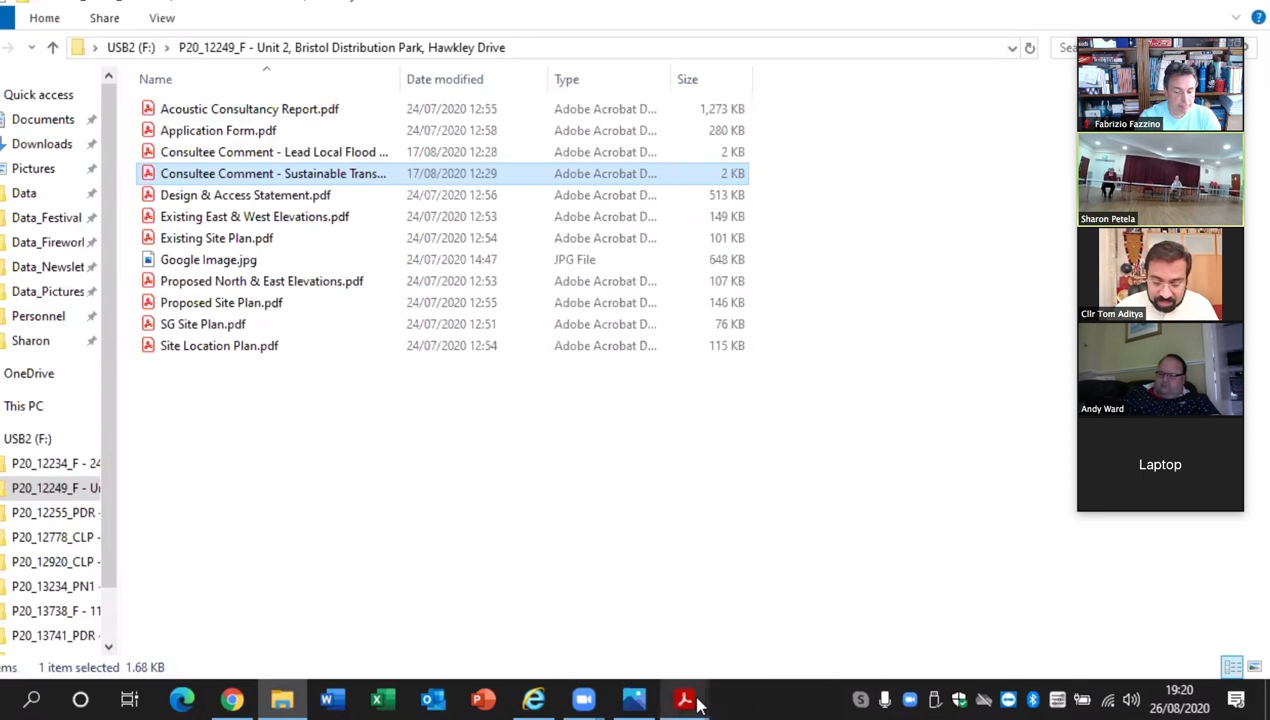 Home Share View
USB2 (F:) P20_12249_F - Unit 2, Bristol Distribution Park, Hawkley Drive
Name Date modified Type Size
Acoustic Consultancy Report.pdf 24/07/2020 12:55 Adobe Acrobat D... 1,273 KB
Application Form.pdf 24/07/2020 12:58 Adobe Acrobat D... 280 KB
Consultee Comment - Lead Local Flood ... 17/08/2020 12:28 Adobe Acrobat D... 2 KB
Consultee Comment - Sustainable Trans... 17/08/2020 12:29 Adobe Acrobat D... 2 KB
Design & Access Statement.pdf 24/07/2020 12:56 Adobe Acrobat D... 513 KB
Existing East & West Elevations.pdf 24/07/2020 12:53 Adobe Acrobat D... 149 KB
Existing Site Plan.pdf 24/07/2020 12:54 Adobe Acrobat D... 101 KB
Google Image.jpg 24/07/2020 14:47 JPG File 648 KB
Proposed North & East Elevations.pdf 24/07/2020 12:53 Adobe Acrobat D... 107 KB
Proposed Site Plan.pdf 24/07/2020 12:55 Adobe Acrobat D... 146 KB
SG Site Plan.pdf 24/07/2020 12:51 Adobe Acrobat D... 76 KB
Site Location Plan.pdf 24/07/2020 12:54 Adobe Acrobat D... 115 KB
Quick access
Documents
Downloads
Pictures
Data
Data_Festival
Data_Firewor
Data_Newslet
Data_Pictures
Personnel
Sharon
OneDrive
This PC
USB2 (F:)
P20_12234_F - 24
P20_12249_F - Un
P20_12255_PDR -
P20_12778_CLP -
P20_12920_CLP -
P20_13234_PN1 -
P20_13738_F - 11
P20_13741_PDR -
ems 1 item selected 1.68 KB
Sea
Fabrizio Fazzino
Sharon Petela
Cllr Tom Aditya
Andy Ward
Laptop
19:20
26/08/2020